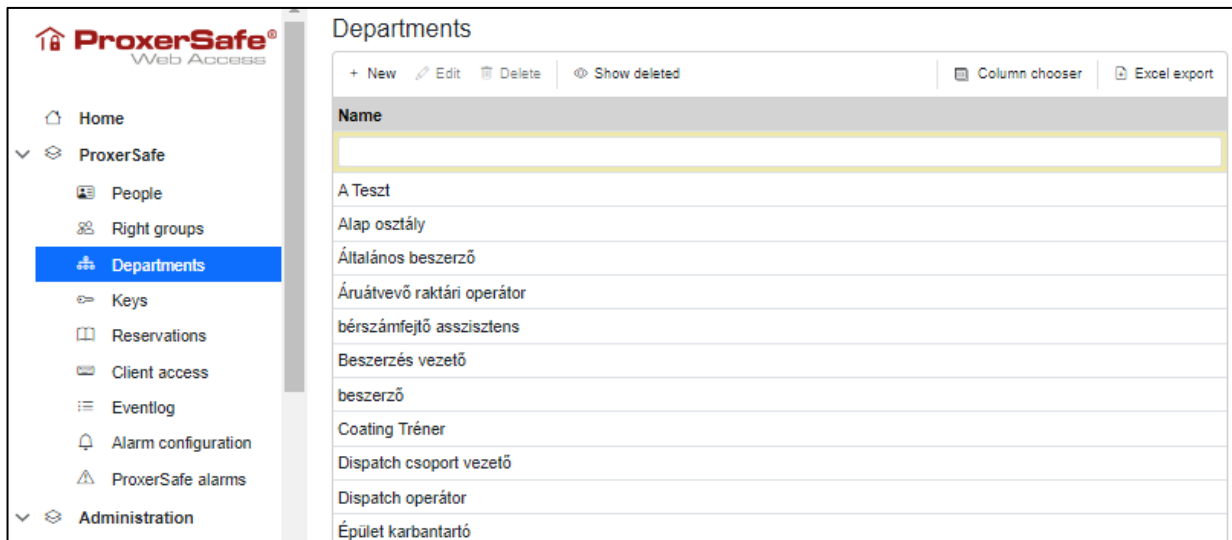 ProxerSafe®
Web Access
Home
ProxerSafe
People
Right groups
Departments
Keys
Reservations
Client access
Eventlog
Alarm configuration
ProxerSafe alarms
Administration
Departments
+ New Edit Delete Show deleted Column chooser Excel export
Name
A Teszt
Alap osztály
Általános beszerző
Áruátvevő raktári operátor
bérszámfejtő asszisztens
Beszerzés vezető
beszerző
Coating Tréner
Dispatch csoport vezető
Dispatch operátor
Épület karbantartó